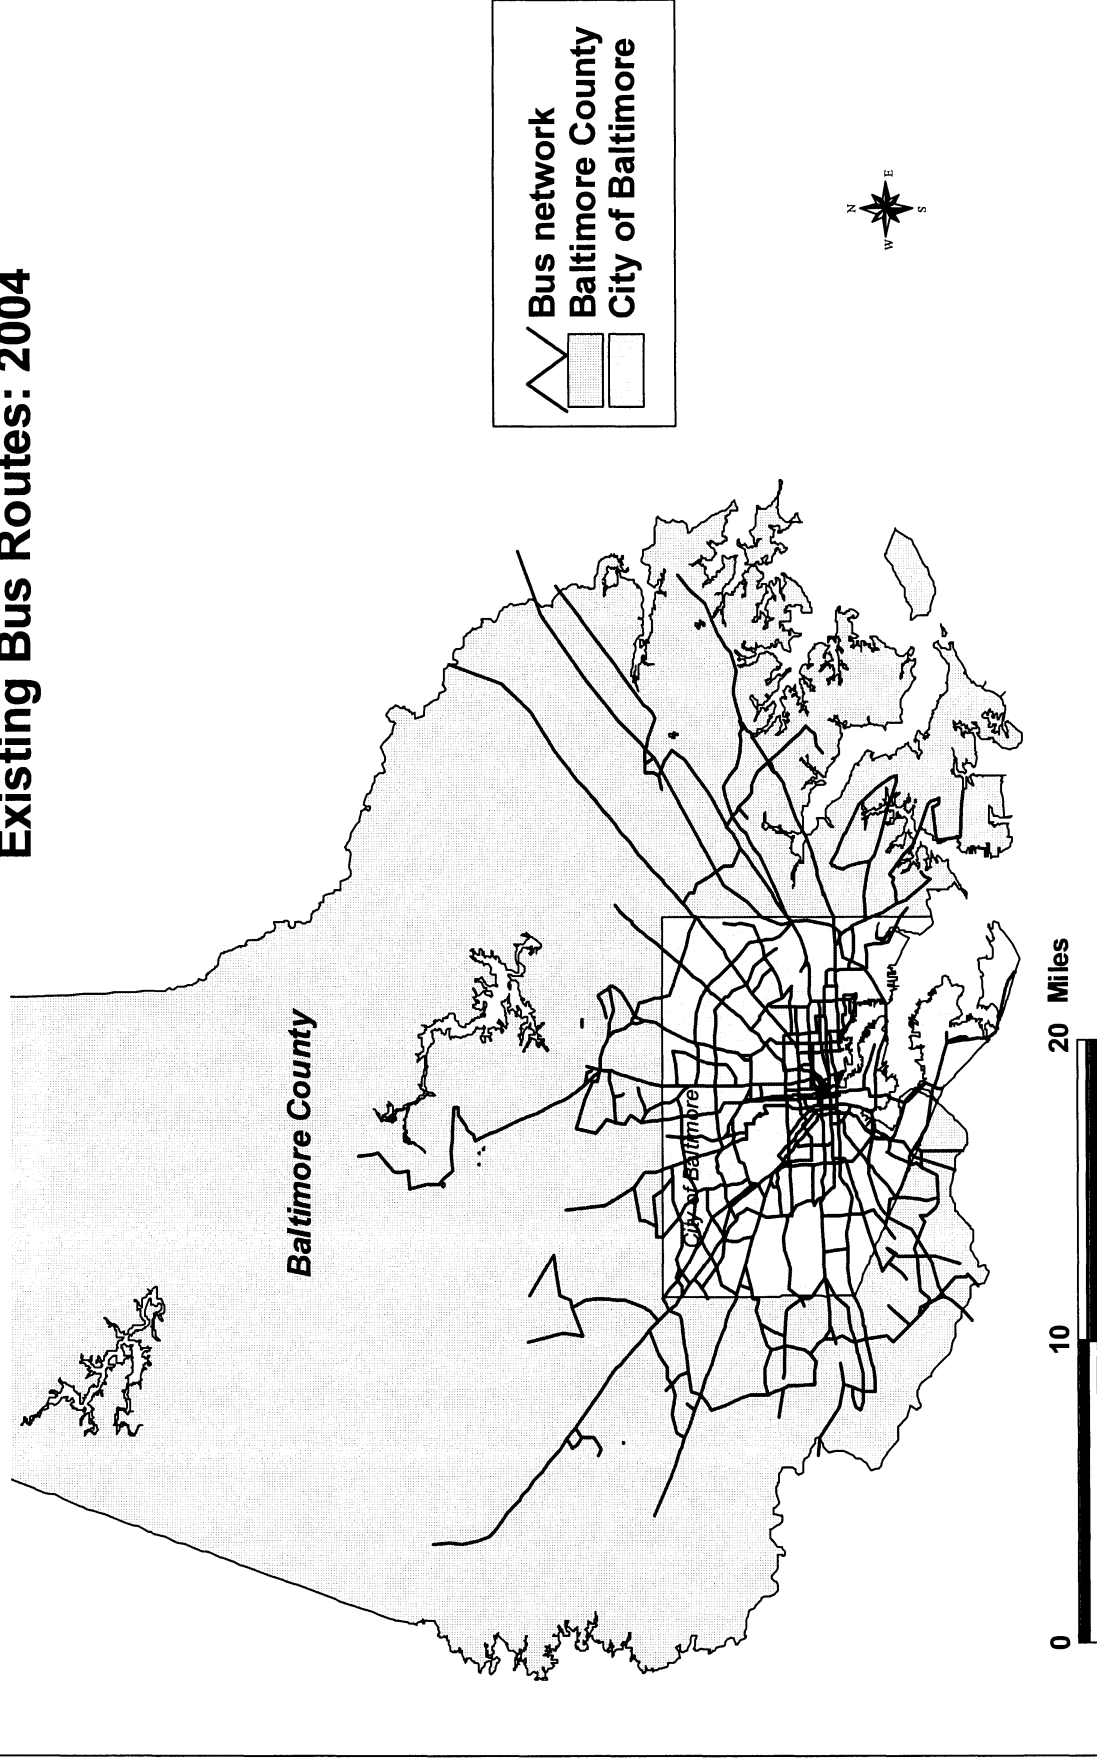 Existing Bus Routes: 2004
Bus network
Baltimore County
City of Baltimore
N
W E
S
Baltimore County
City of Baltimore
0 10 20 Miles